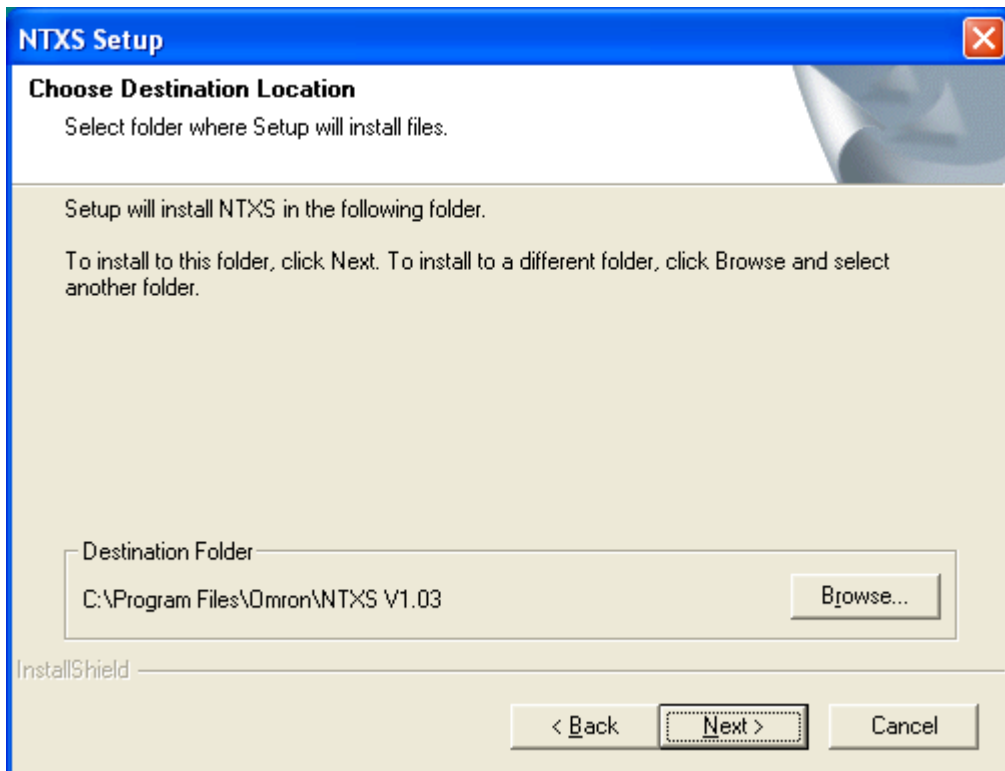 NTXS Setup
Choose Destination Location
Select folder where Setup will install files.
Setup will install NTXS in the following folder.
To install to this folder, click Next. To install to a different folder, click Browse and select
another folder.
Destination Folder
C:\Program Files\Omron\NTXS V1.03
Browse...
InstallShield
< Back
Next >
Cancel